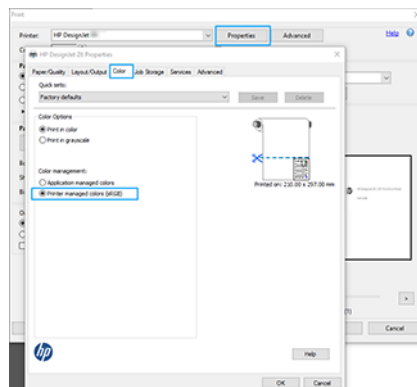 Print
Printer: HP DesignJet Properties Advanced Help
HP DesignJet Z6 Properties
Paper/Quality Layout/Output Color Job Storage Services Advanced
Quick sets:
Factory defaults Save Delete
Color Options
Print in color
Print in grayscale
Color management:
Application managed colors
Printer managed colors (sRGB)
Printed on: 210.00 x 297.00 mm
hp
Help
OK Cancel
Cancel